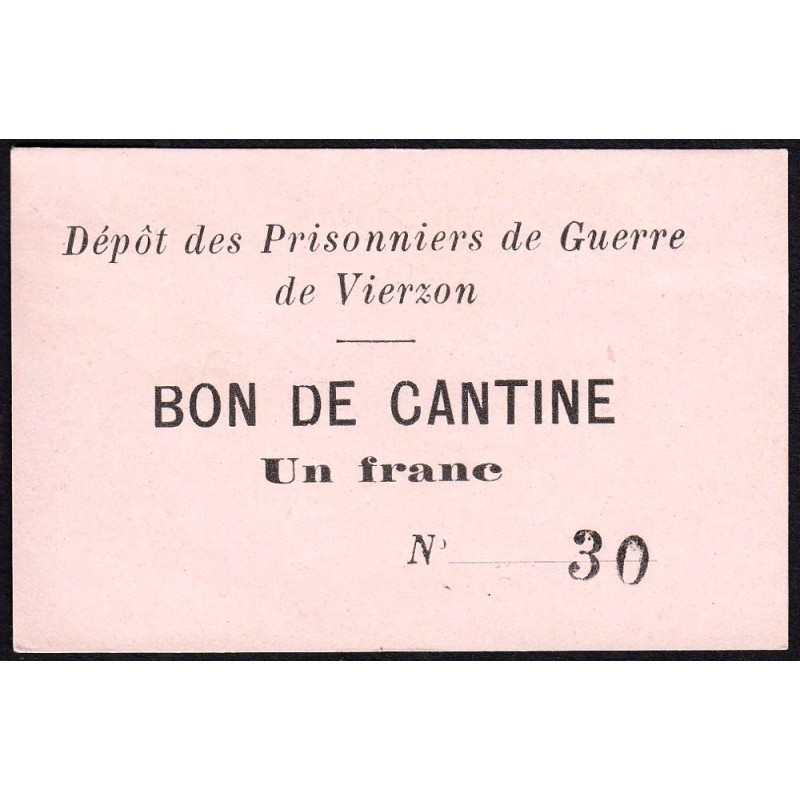 Dépôt des Prisonniers de Guerre
de Vierzon
BON DE CANTINE
Un franc
N° 30